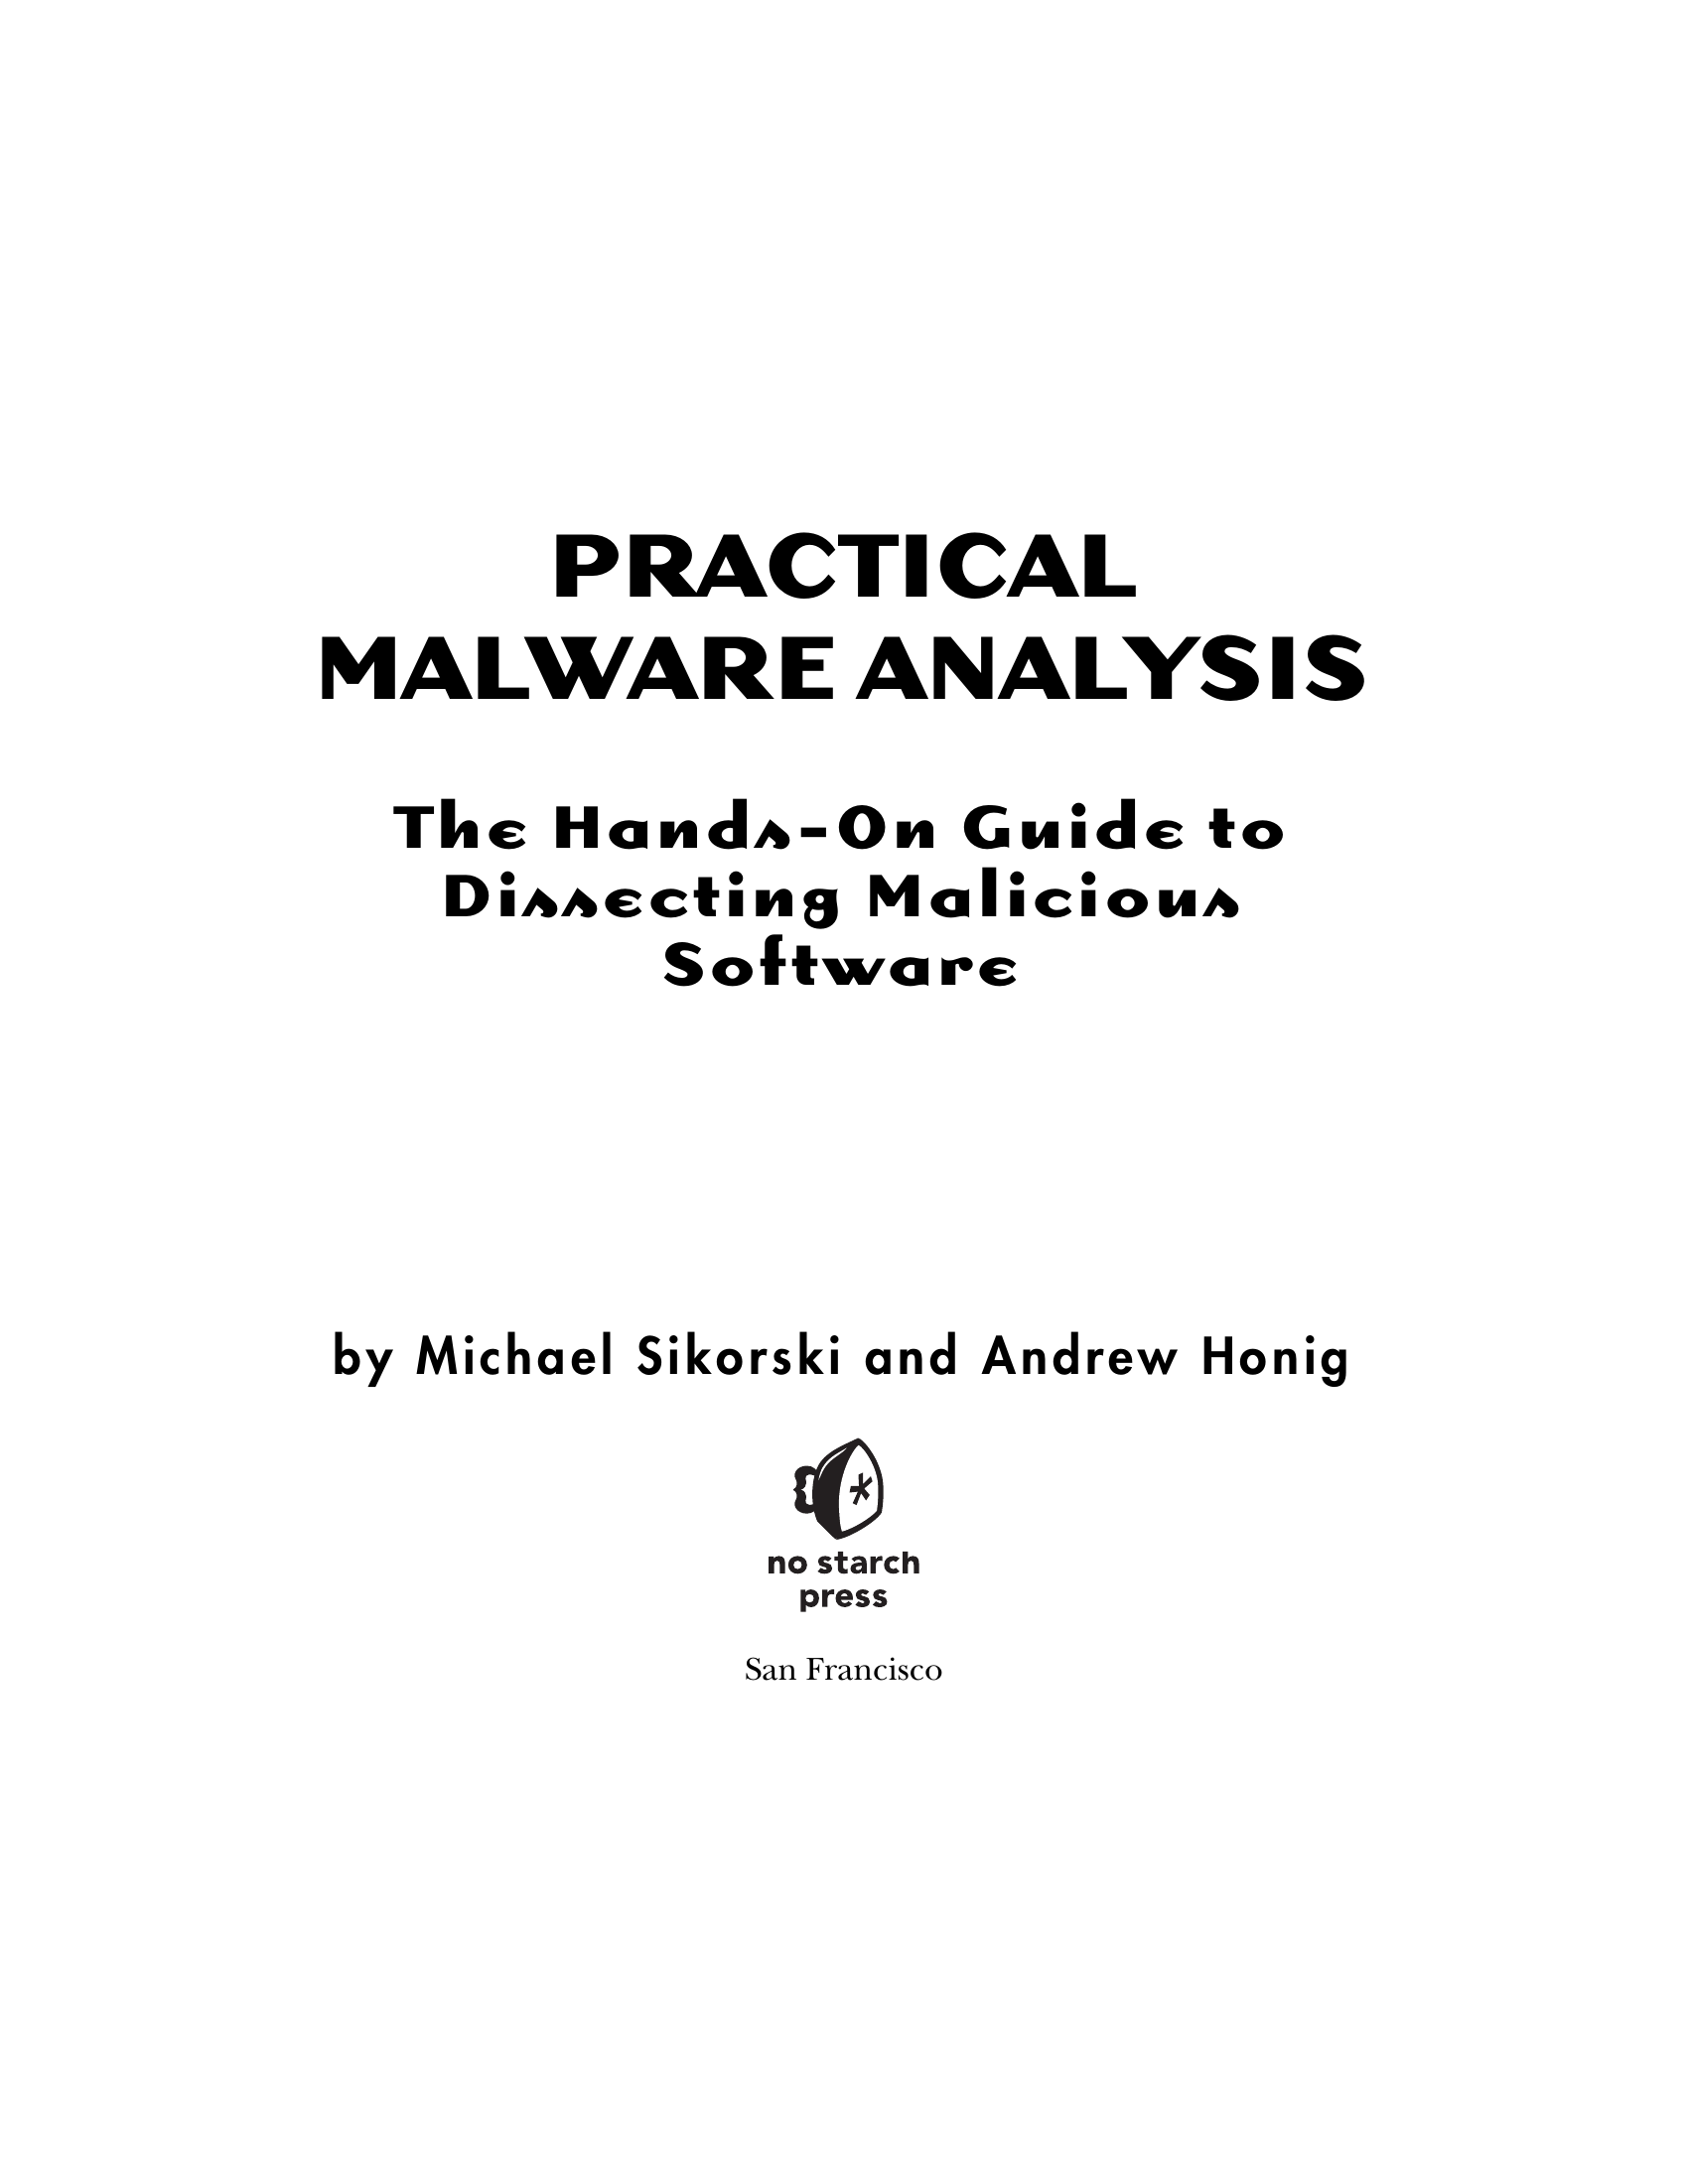 PRACTICAL
MALWARE ANALYSIS
The Hands-On Guide to
Dissecting Malicious
Software
by Michael Sikorski and Andrew Honig
no starch
press
San Francisco